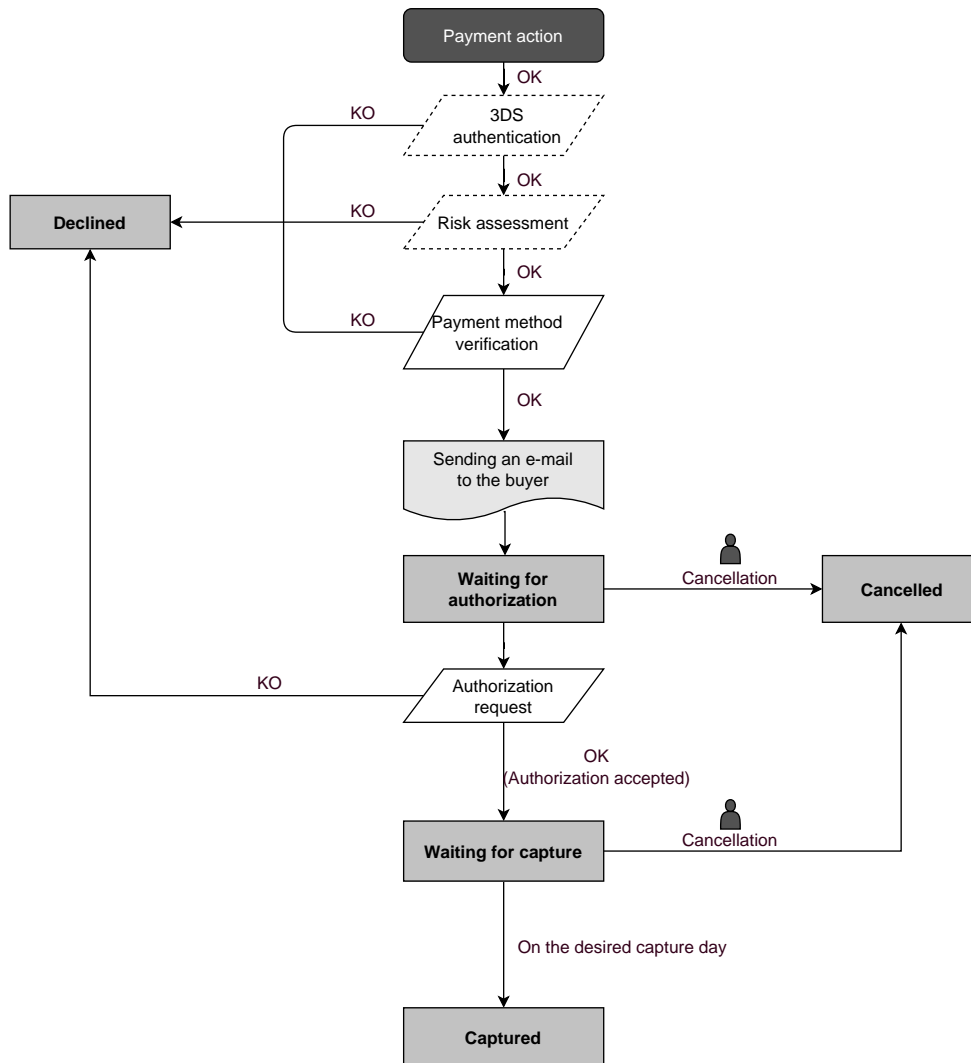 Payment action
OK
KO
3DS
authentication
OK
Declined
KO
Risk assessment
OK
KO
Payment method
verification
OK
Sending an e-mail
to the buyer
Waiting for
authorization
Cancellation
Cancelled
KO
Authorization
request
OK
(Authorization accepted)
Waiting for capture
Cancellation
On the desired capture day
Captured